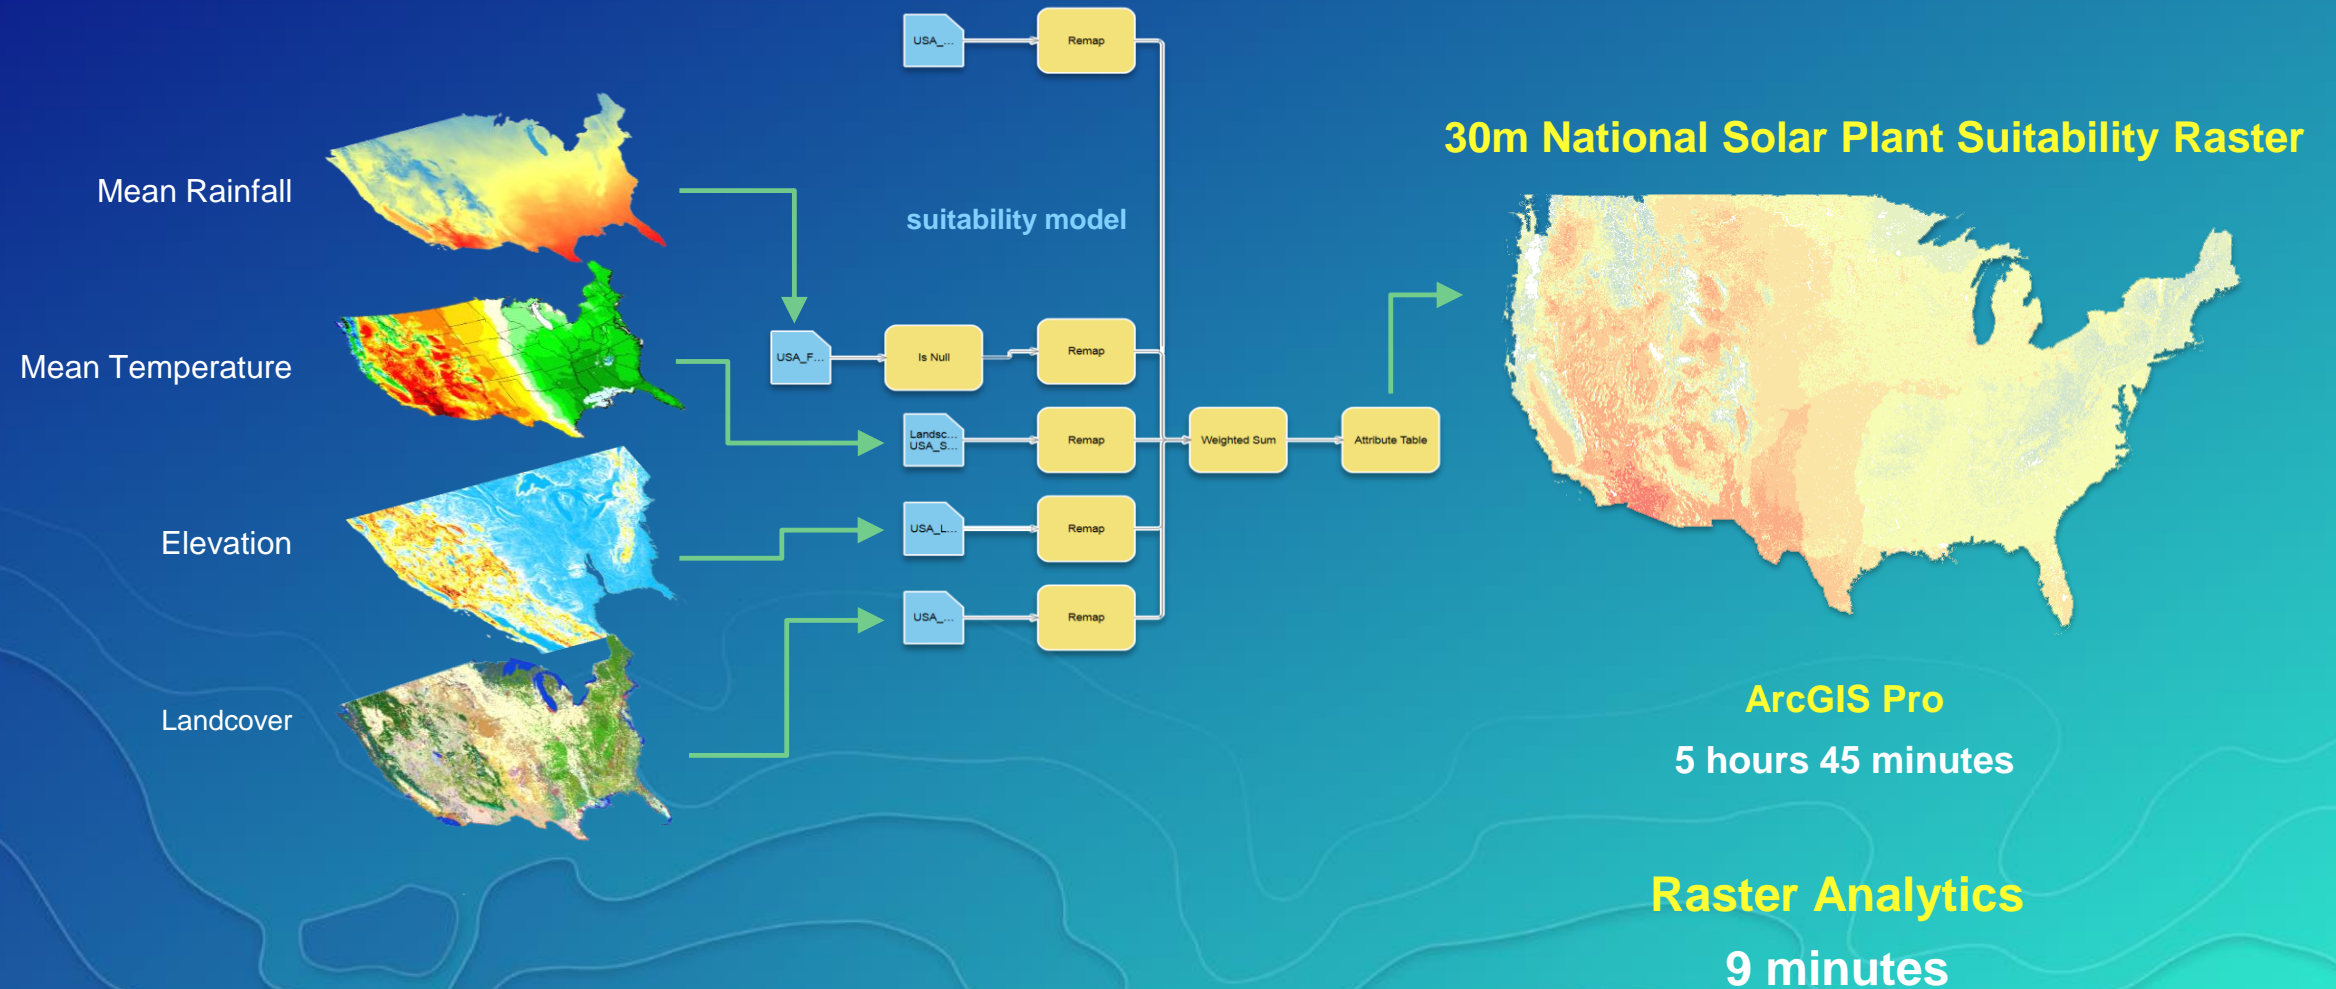 USA_...
Remap
30m National Solar Plant Suitability Raster
Mean Rainfall
suitability model
Mean Temperature
USA_F...
Is Null
Remap
Landsc...
USA_S...
Remap
Weighted Sum
Attribute Table
Elevation
USA_L...
Remap
USA_...
Remap
Landcover
ArcGIS Pro
5 hours 45 minutes
Raster Analytics
9 minutes